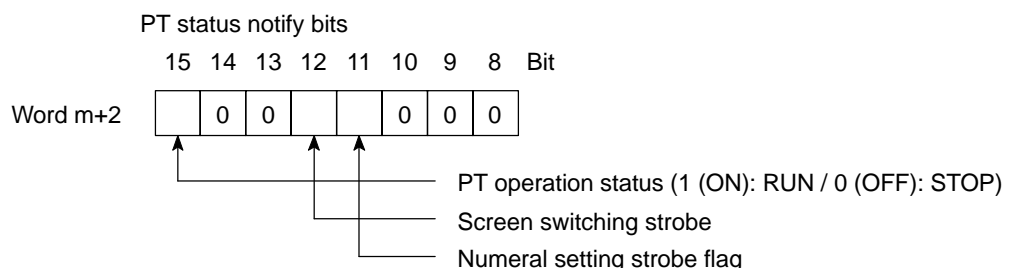 PT status notify bits
15 14 13 12 11 10 9 8 Bit
Word m+2 0 0 0 0 0
PT operation status (1 (ON): RUN / 0 (OFF): STOP)
Screen switching strobe
Numeral setting strobe flag